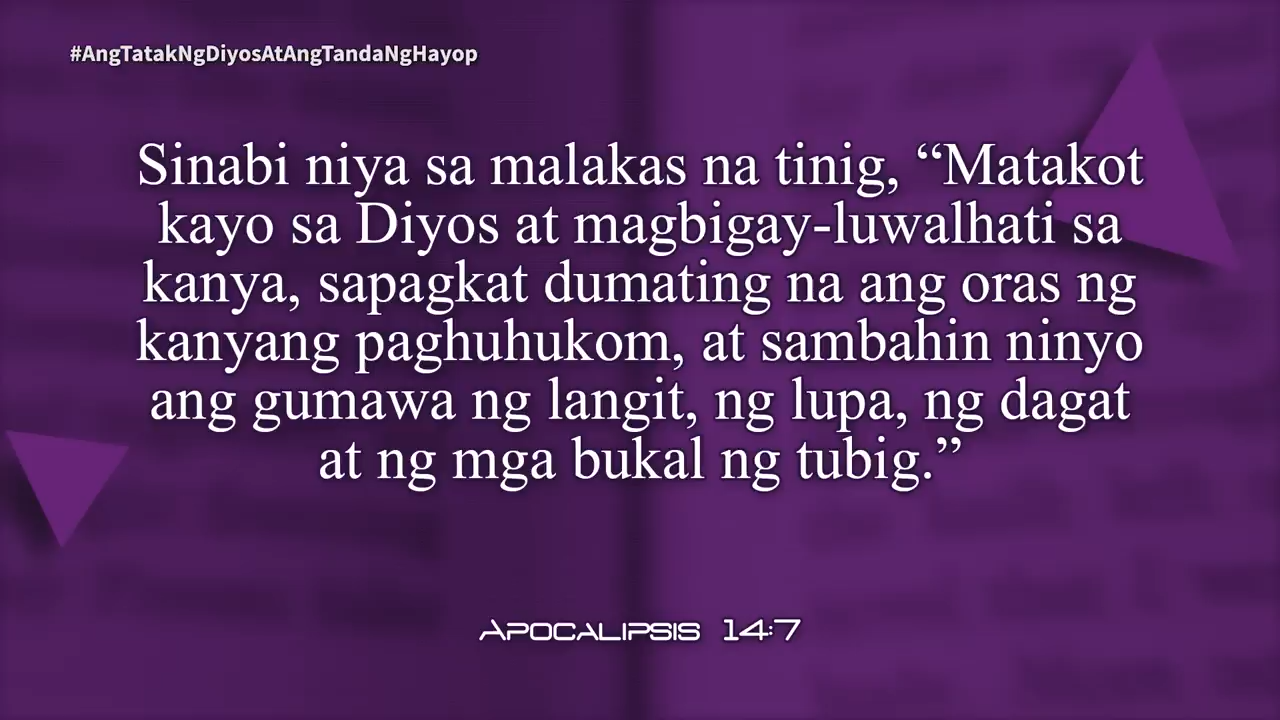 #AngTatakNgDiyosAtAngTandaNgHayop
Sinabi niya sa malakas na tinig, “Matakot
kayo sa Diyos at magbigay-luwalhati sa
kanya, sapagkat dumating na ang oras ng
kanyang paghuhukom, at sambahin ninyo
ang gumawa ng langit, ng lupa, ng dagat
at ng mga bukal ng tubig.”
Apocalipsis 14:7